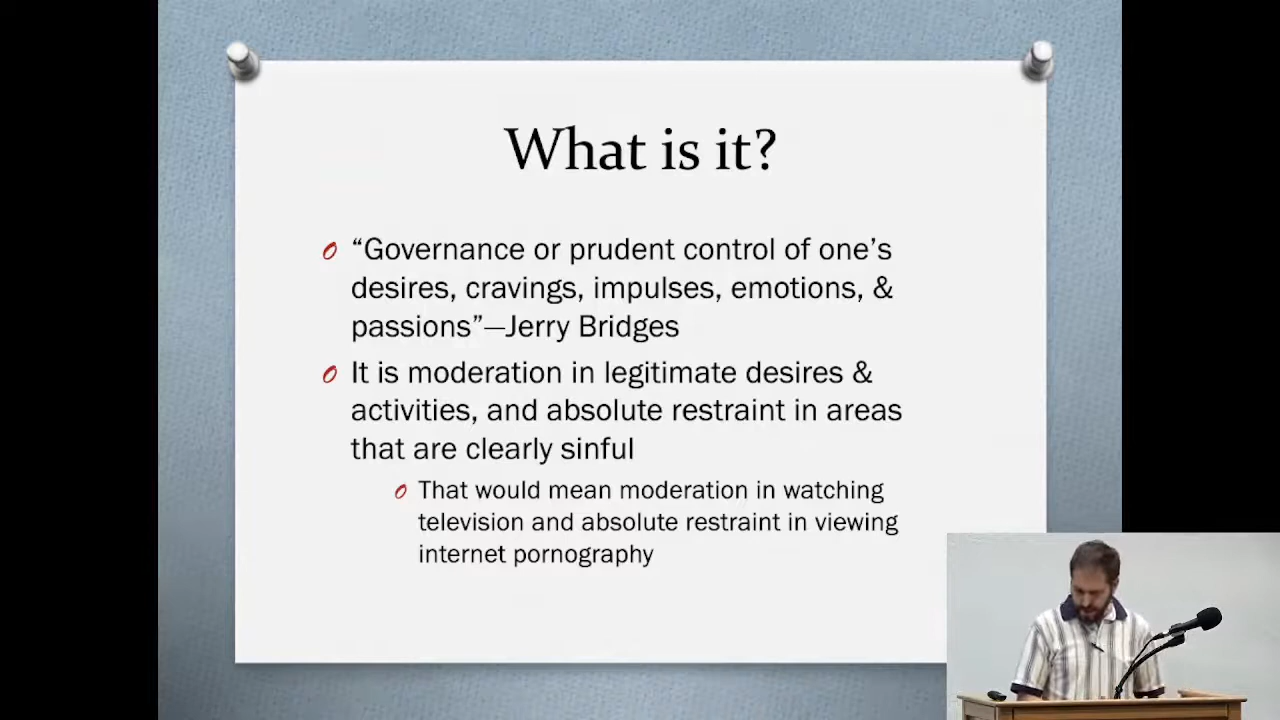 What is it?
“Governance or prudent control of one’s
desires, cravings, impulses, emotions, &
passions”—Jerry Bridges
It is moderation in legitimate desires &
activities, and absolute restraint in areas
that are clearly sinful
That would mean moderation in watching
television and absolute restraint in viewing
internet pornography